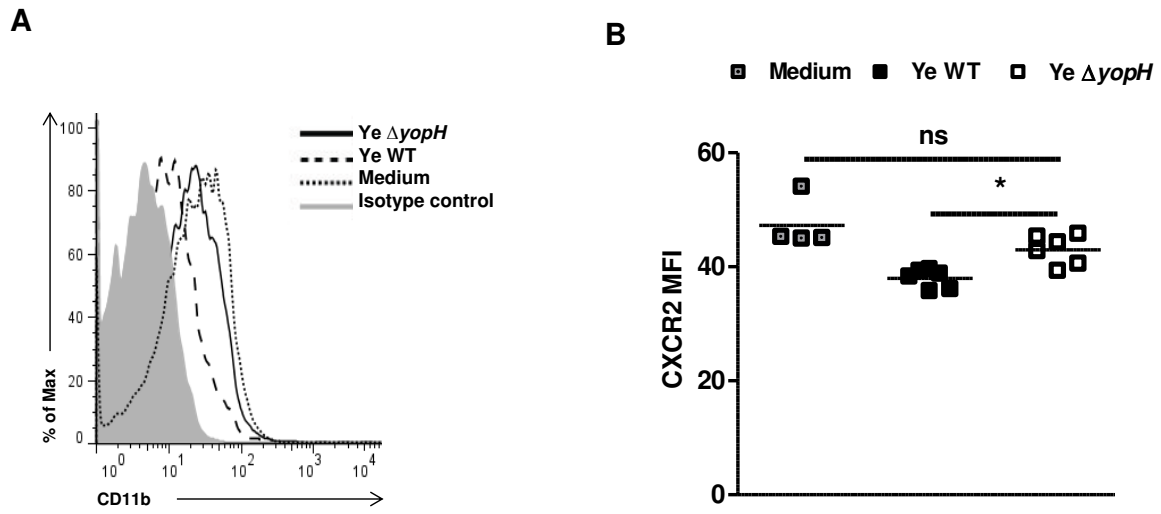 A
100
80
60
40
20
0
% of Max
10^0 10^1 10^2 10^3 10^4
CD11b
Ye ΔyopH
Ye WT
Medium
Isotype control
B
Medium Ye WT Ye ΔyopH
ns
*
60
40
20
0
CXCR2 MFI